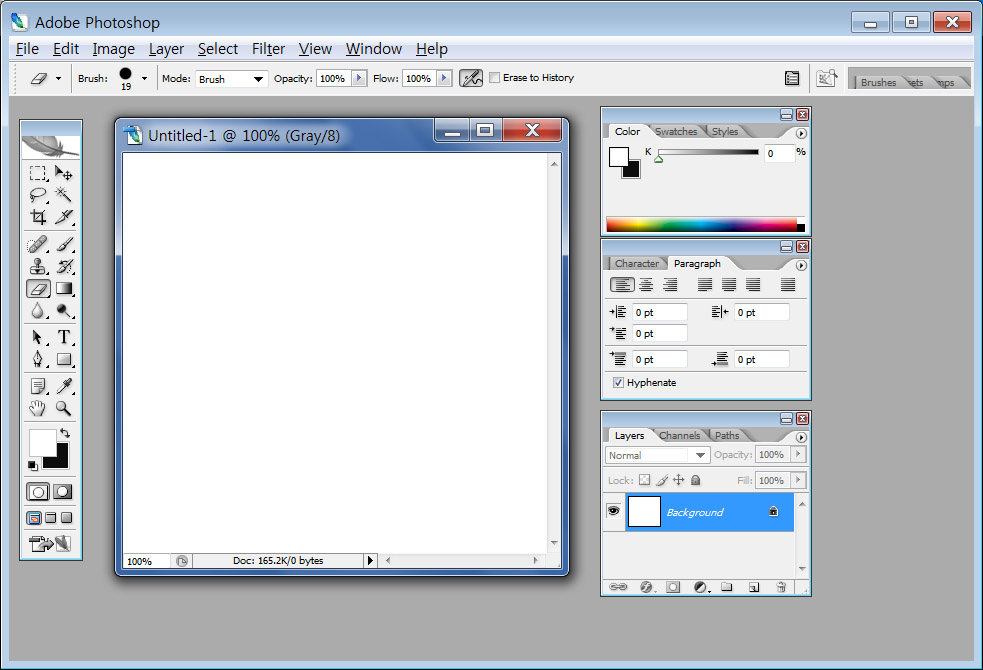 Adobe Photoshop
File Edit Image Layer Select Filter View Window Help
Brush: 19 Mode: Brush Opacity: 100% Flow: 100% Erase to History
Brushes ets mps
Untitled-1 @ 100% (Gray/8)
100% Doc: 165.2K/0 bytes
T
Color Swatches Styles
K 0 %
Character Paragraph
0 pt 0 pt
0 pt
0 pt 0 pt
Hyphenate
Layers Channels Paths
Normal Opacity: 100%
Lock: Fill: 100%
Background